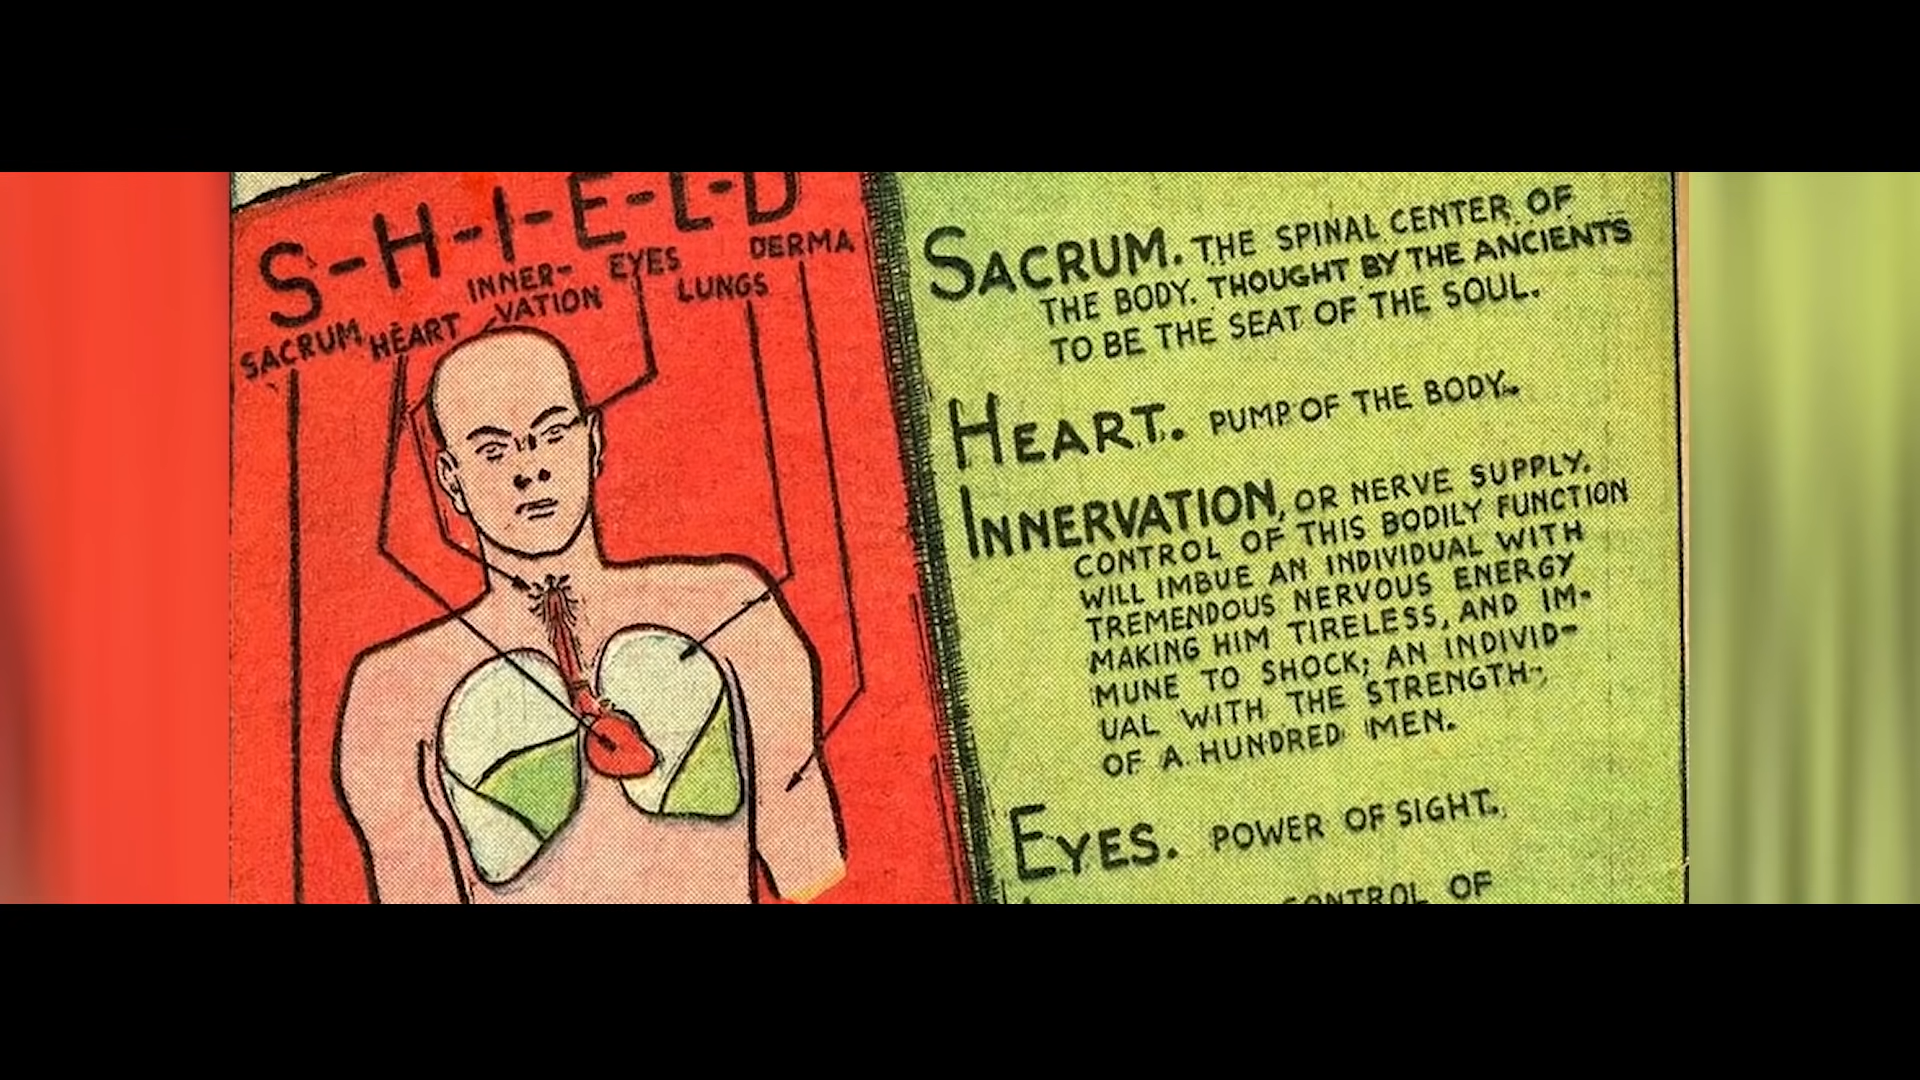 S-H-I-E-L-D
SACRUM HEART INNER-
VATION EYES LUNGS DERMA
SACRUM. THE SPINAL CENTER OF
THE BODY. THOUGHT BY THE ANCIENTS
TO BE THE SEAT OF THE SOUL.
HEART. PUMP OF THE BODY.
INNERVATION, OR NERVE SUPPLY.
CONTROL OF THIS BODILY FUNCTION
WILL IMBUE AN INDIVIDUAL WITH
TREMENDOUS NERVOUS ENERGY
MAKING HIM TIRELESS, AND IM-
MUNE TO SHOCK; AN INDIVID-
UAL WITH THE STRENGTH
OF A HUNDRED MEN.
EYES. POWER OF SIGHT.
CONTROL OF